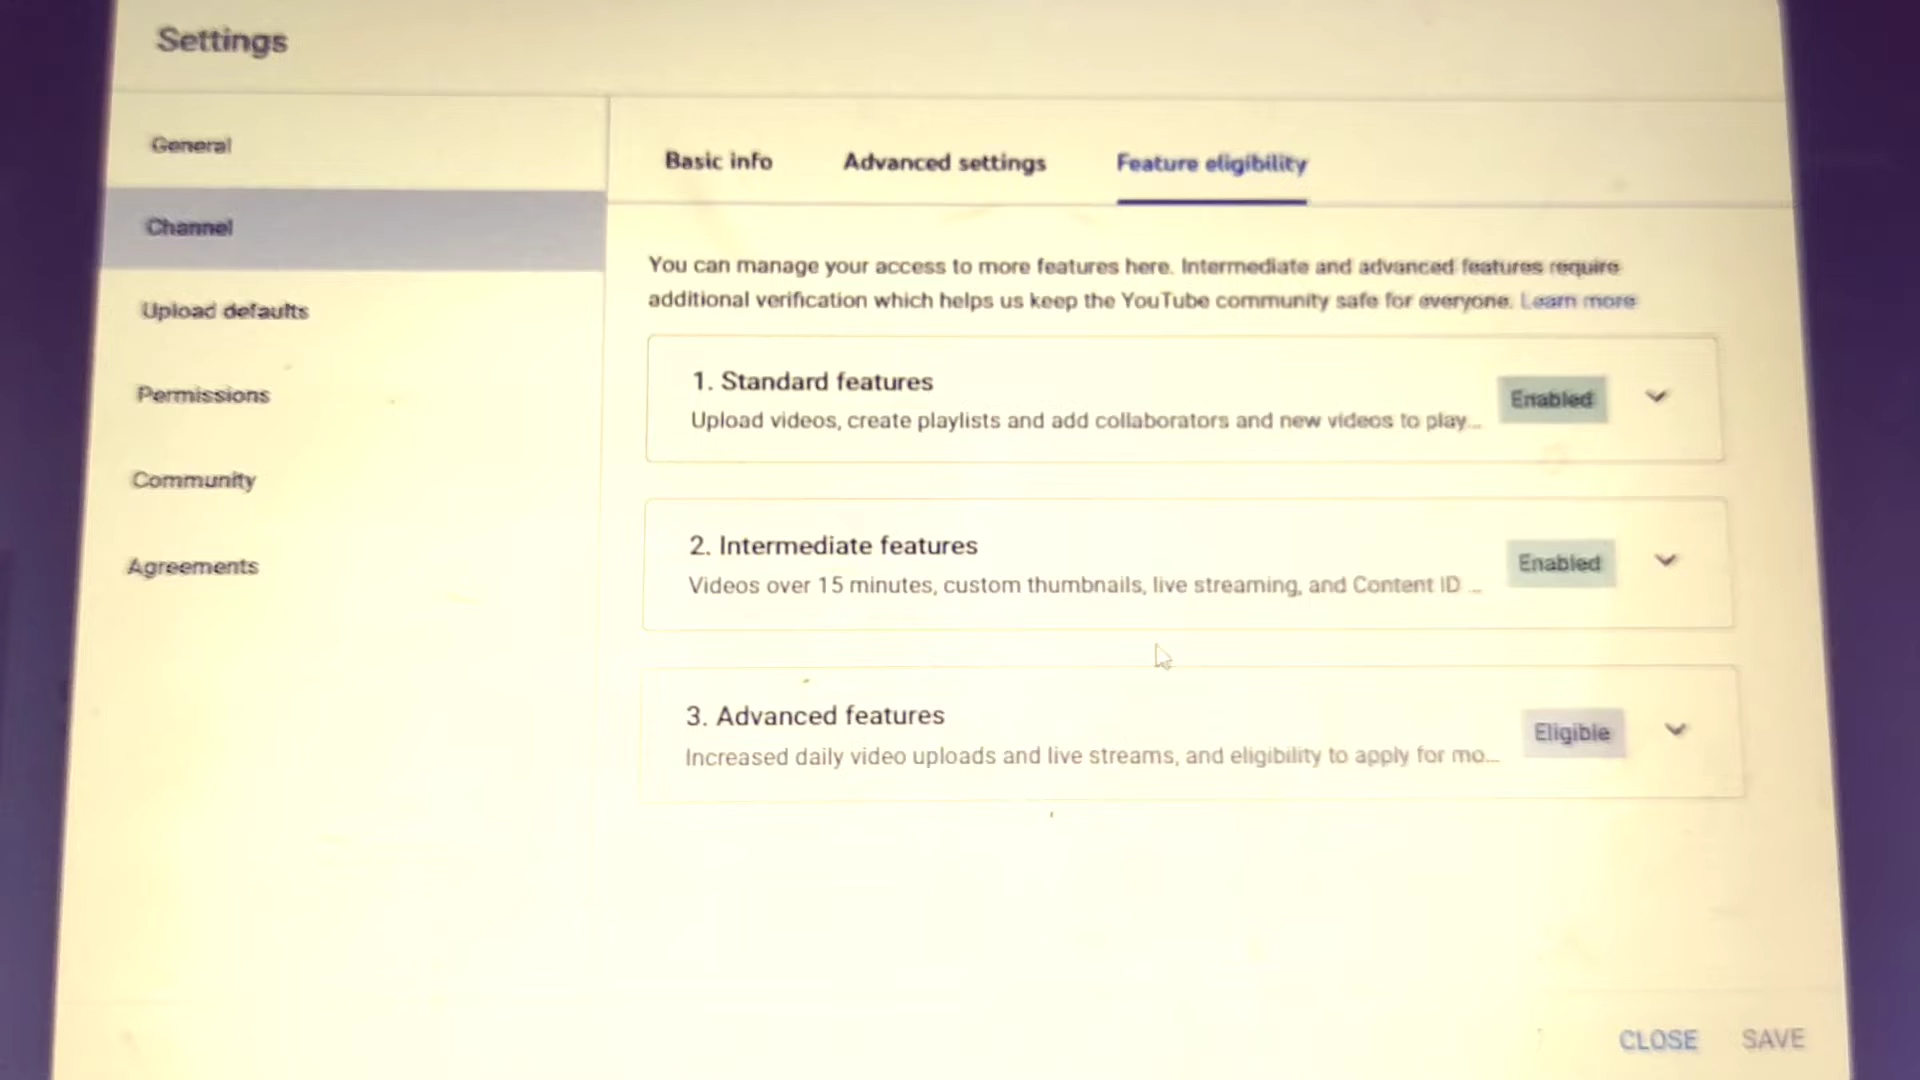 Settings
General
Channel
Upload defaults
Permissions
Community
Agreements
Basic info
Advanced settings
Feature eligibility
You can manage your access to more features here. Intermediate and advanced features require
additional verification which helps us keep the YouTube community safe for everyone. Learn more
1. Standard features
Enabled
Upload videos, create playlists and add collaborators and new videos to play...
2. Intermediate features
Enabled
Videos over 15 minutes, custom thumbnails, live streaming, and Content ID ...
3. Advanced features
Eligible
Increased daily video uploads and live streams, and eligibility to apply for mo...
CLOSE
SAVE